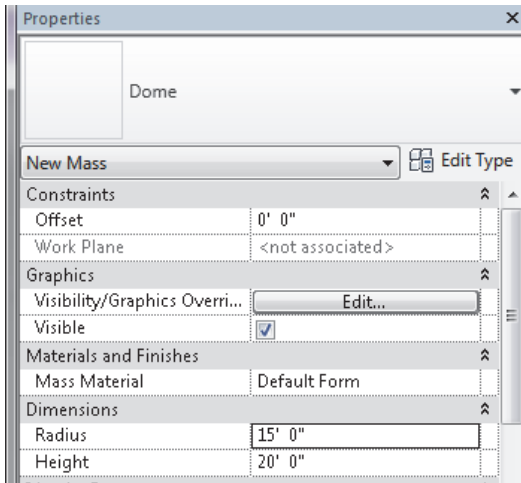 Properties
Dome
New Mass Edit Type
Constraints
Offset 0' 0"
Work Plane <not associated>
Graphics
Visibility/Graphics Overri... Edit...
Visible
Materials and Finishes
Mass Material Default Form
Dimensions
Radius 15' 0"
Height 20' 0"